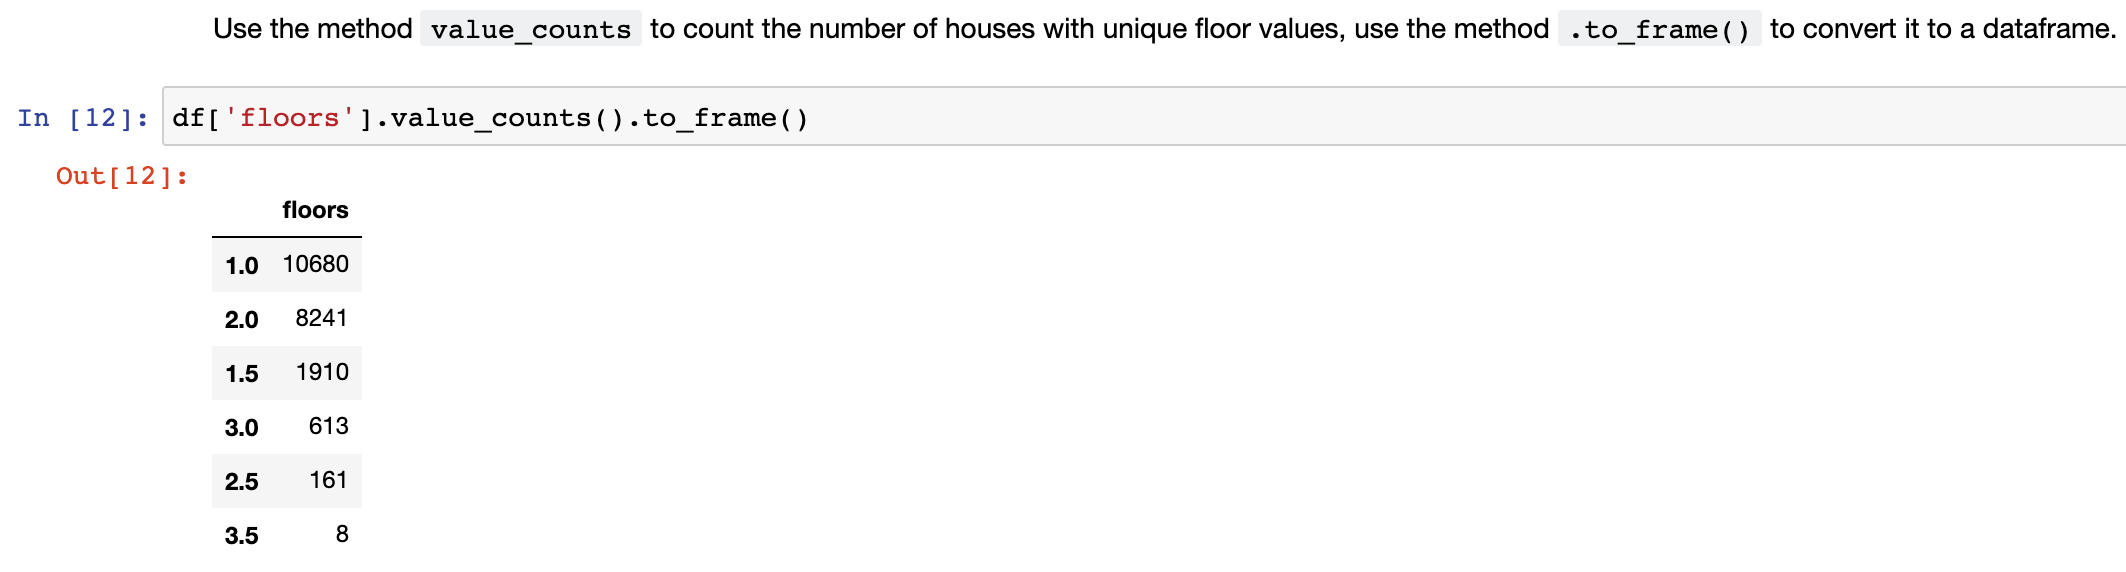 Use the method value_counts to count the number of houses with unique floor values, use the method .to_frame() to convert it to a dataframe.
In [12]: df['floors'].value_counts().to_frame()
Out[12]:
floors
1.0 10680
2.0 8241
1.5 1910
3.0 613
2.5 161
3.5 8